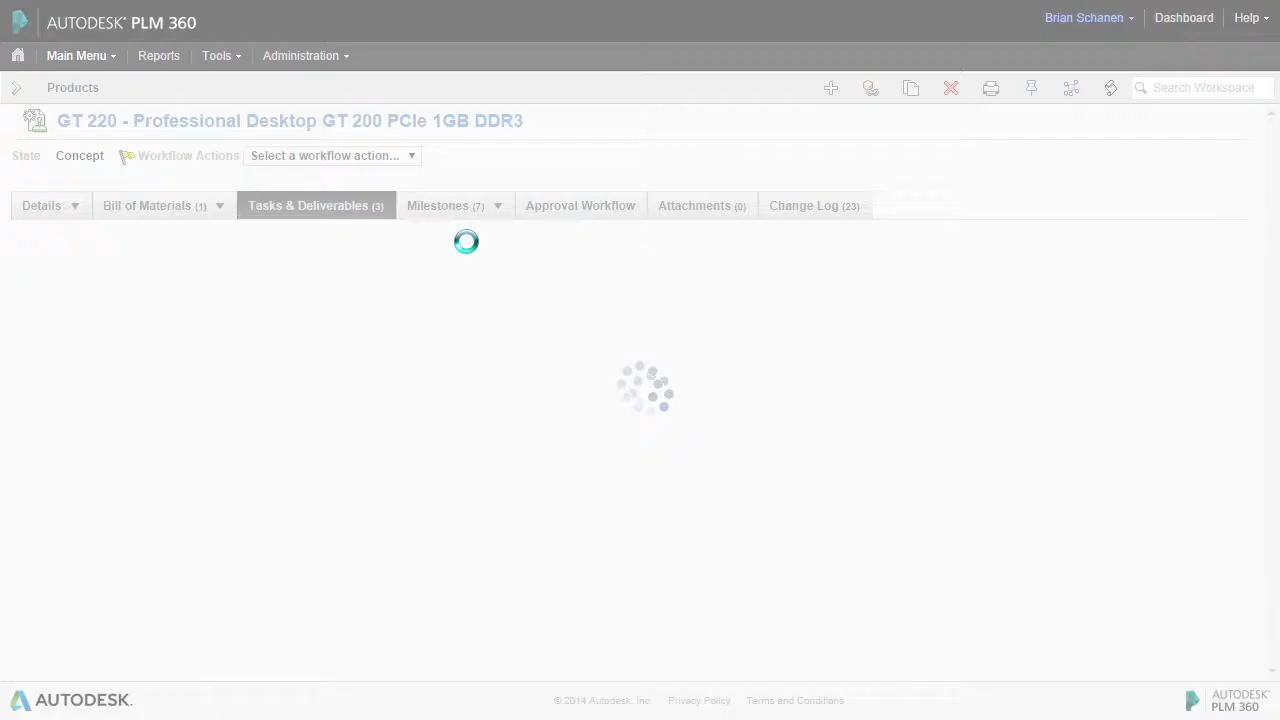 AUTODESK® PLM 360
Brian Schanen
Dashboard
Help
Main Menu
Reports
Tools
Administration
Products
Search Workspace
GT 220 - Professional Desktop GT 200 PCIe 1GB DDR3
State
Concept
Workflow Actions
Select a workflow action...
Details
Bill of Materials (1)
Tasks & Deliverables (3)
Milestones (7)
Approval Workflow
Attachments (0)
Change Log (23)
AUTODESK.
© 2014 Autodesk, Inc.
Privacy Policy
Terms and Conditions
AUTODESK®
PLM 360